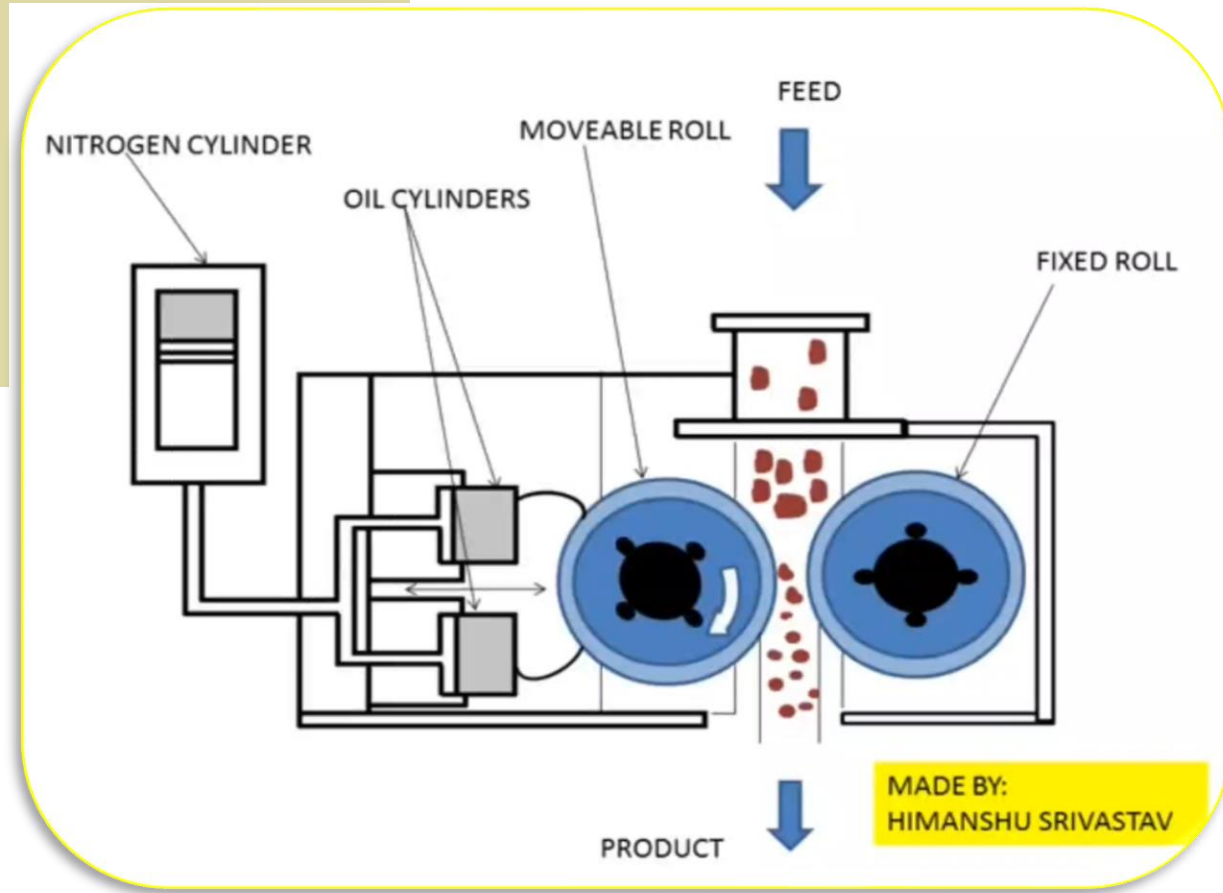 FEED
MOVEABLE ROLL
NITROGEN CYLINDER
OIL CYLINDERS
FIXED ROLL
MADE BY:
HIMANSHU SRIVASTAV
PRODUCT